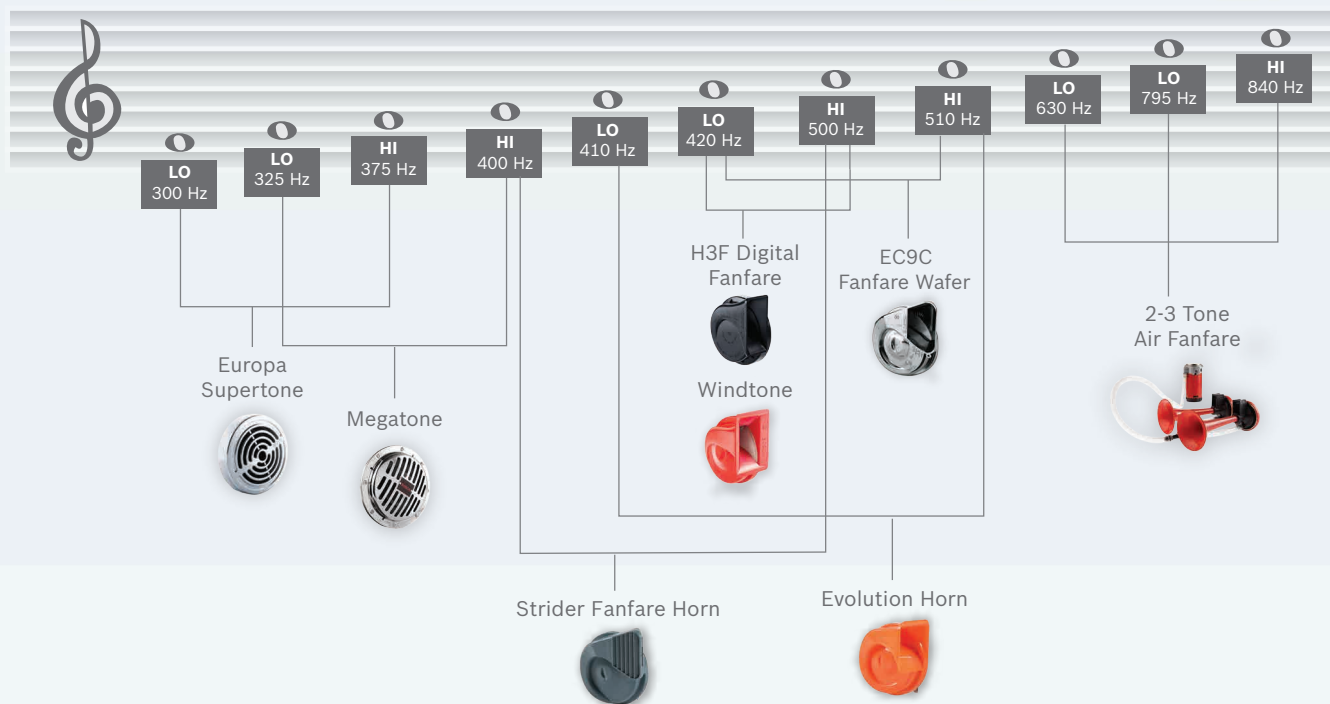 LO
300 Hz
LO
325 Hz
HI
375 Hz
HI
400 Hz
LO
410 Hz
LO
420 Hz
HI
500 Hz
HI
510 Hz
LO
630 Hz
LO
795 Hz
HI
840 Hz
Europa
Supertone
Megatone
H3F Digital
Fanfare
Windtone
EC9C
Fanfare Wafer
2-3 Tone
Air Fanfare
Strider Fanfare Horn
Evolution Horn